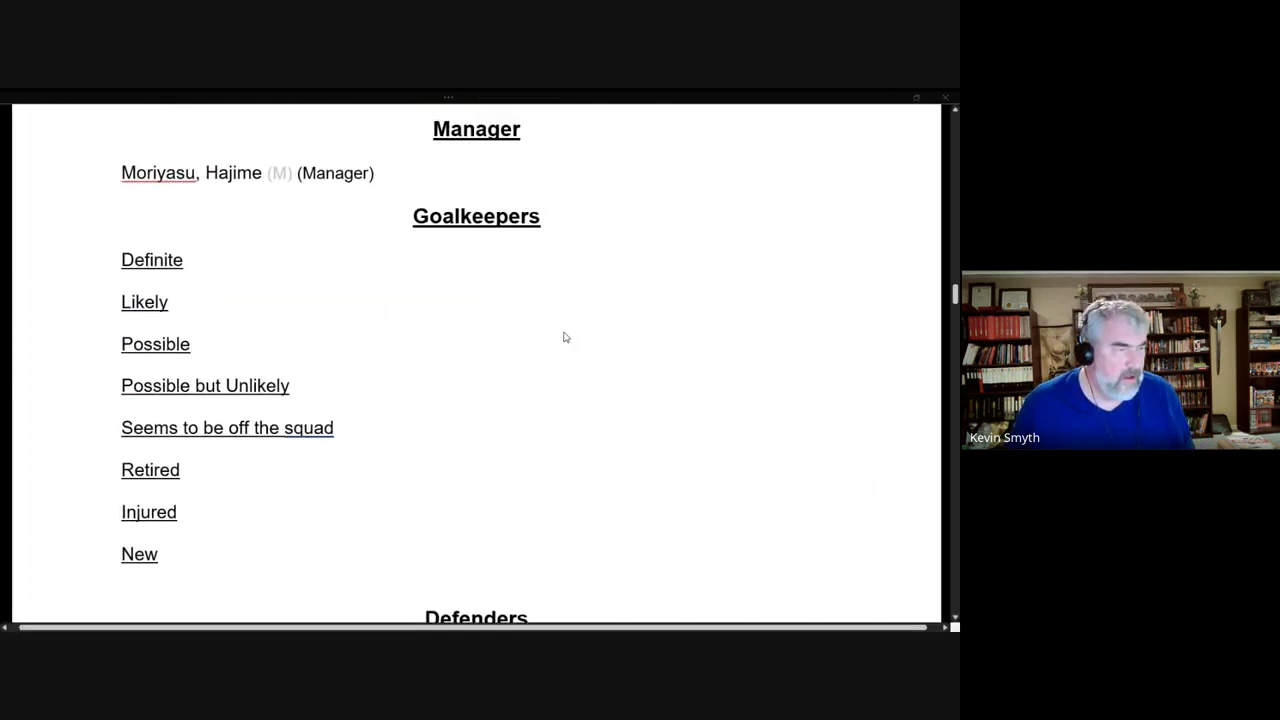 Manager
Moriyasu, Hajime (M) (Manager)
Goalkeepers
Definite
Likely
Possible
Possible but Unlikely
Seems to be off the squad
Retired
Injured
New
Defenders
Kevin Smyth